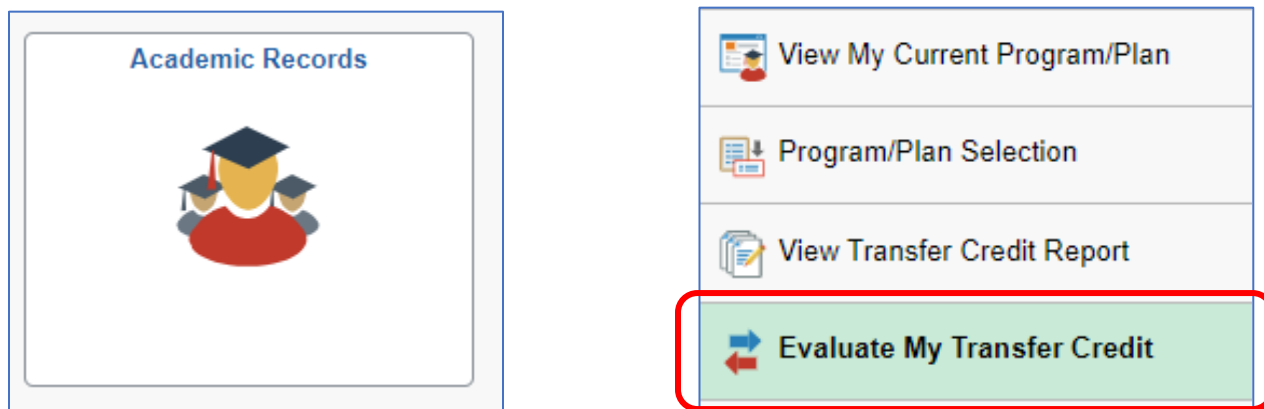 Academic Records
View My Current Program/Plan
Program/Plan Selection
View Transfer Credit Report
Evaluate My Transfer Credit